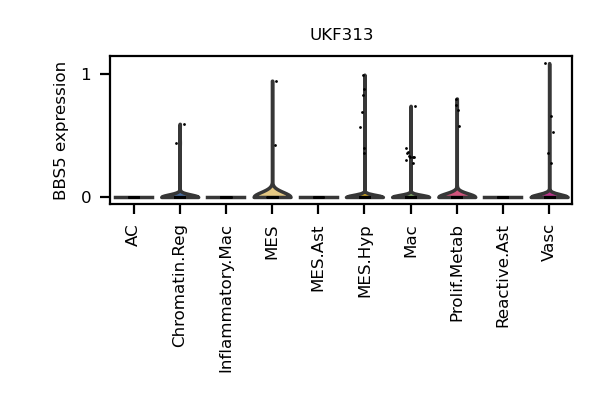 UKF313
BBS5 expression
1
0
AC
Chromatin.Reg
Inflammatory.Mac
MES
MES.Ast
MES.Hyp
Mac
Prolif.Metab
Reactive.Ast
Vasc